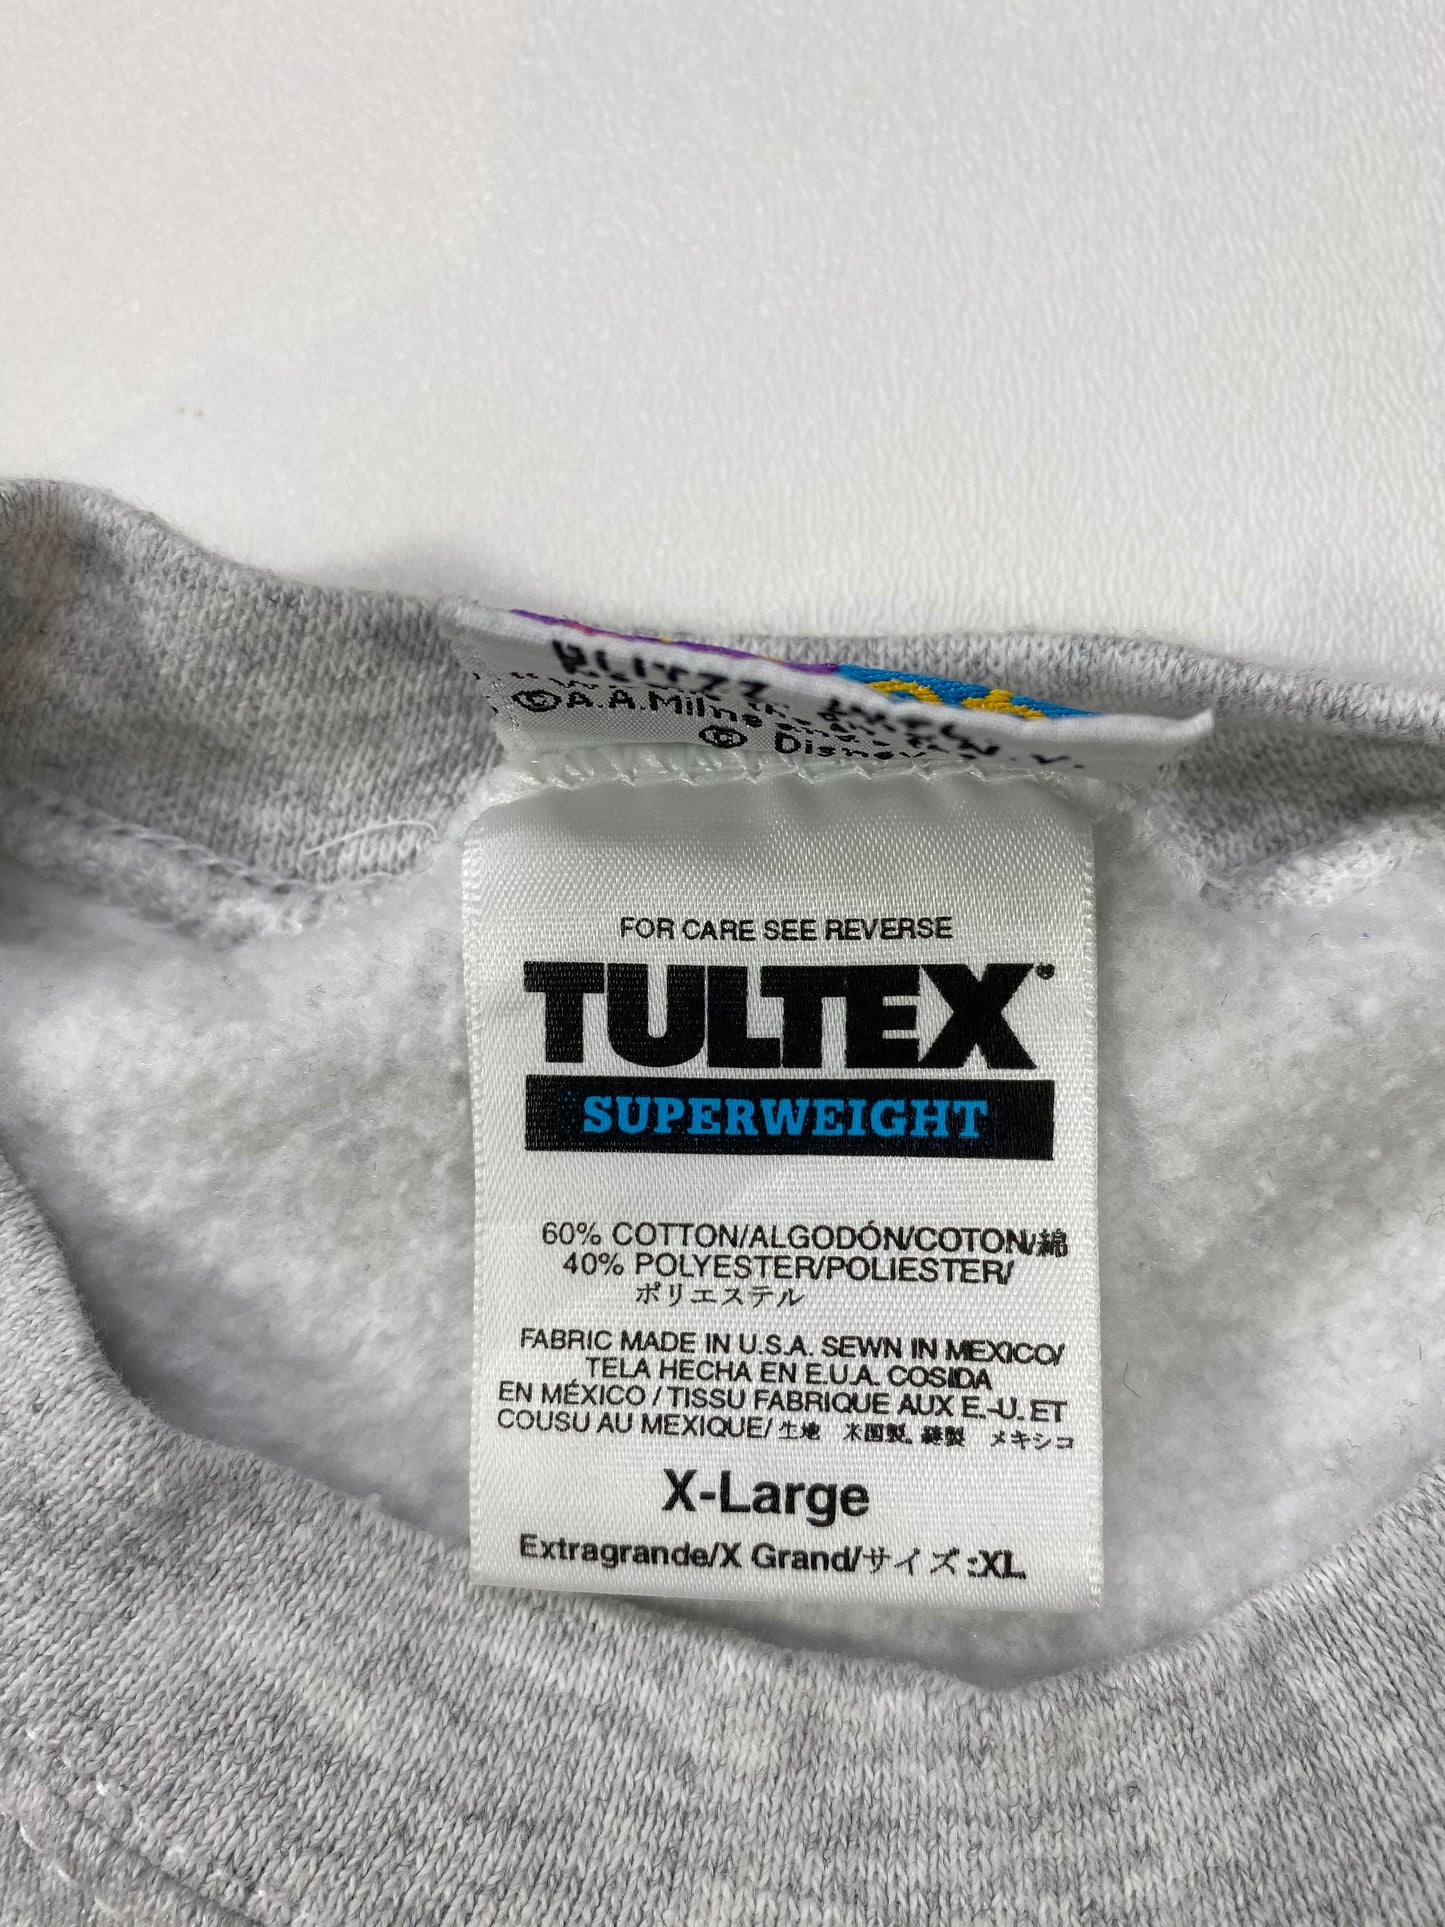 ©A.A.Milne and
© Disney
FOR CARE SEE REVERSE
TULTEX®
SUPERWEIGHT
60% COTTON/ALGODÓN/COTON/綿
40% POLYESTER/POLIESTER/
ポリエステル
FABRIC MADE IN U.S.A. SEWN IN MEXICO/
TELA HECHA EN E.U.A. COSIDA
EN MÉXICO / TISSU FABRIQUE AUX E.-U. ET
COUSU AU MEXIQUE/ 生地 米国製、縫製 メキシコ
X-Large
Extragrande/X Grand/サイズ:XL